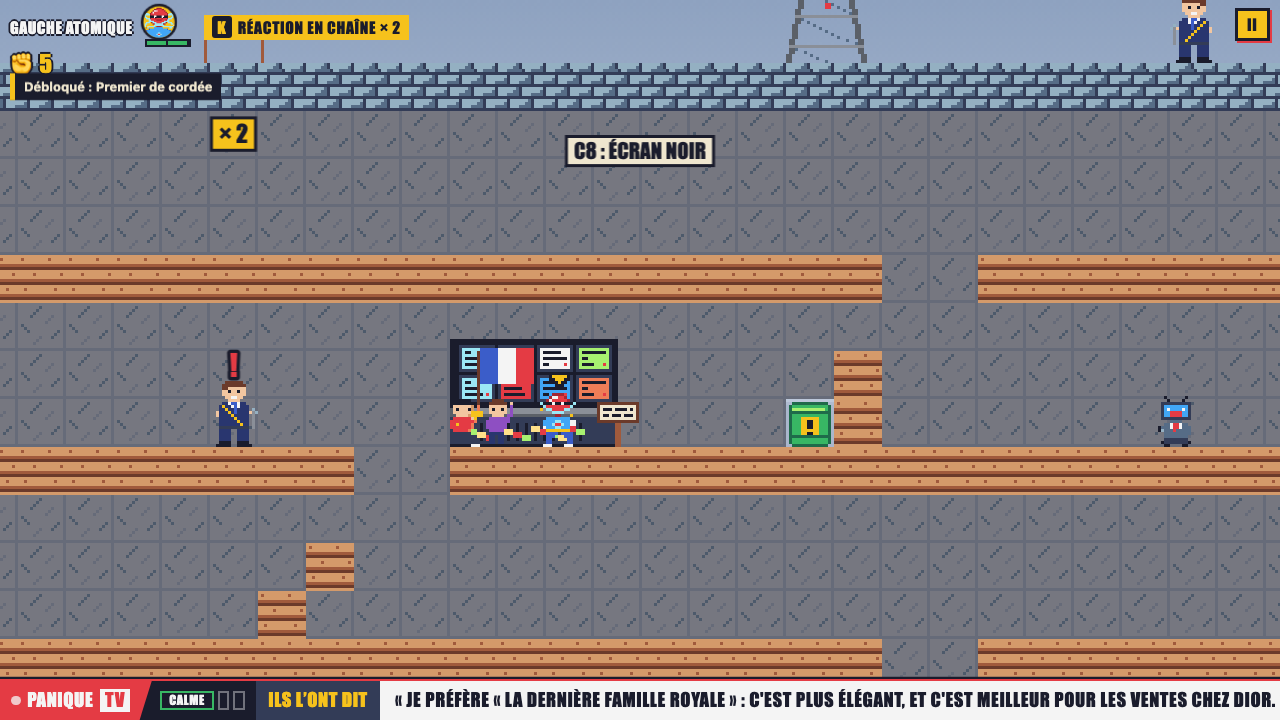 GAUCHE ATOMIQUE
K RÉACTION EN CHAÎNE × 2
5
Débloqué : Premier de cordée
× 2
C8 : ÉCRAN NOIR
PANIQUE TV
CALME
ILS L'ONT DIT
« JE PRÉFÈRE « LA DERNIÈRE FAMILLE ROYALE » : C'EST PLUS ÉLÉGANT, ET C'EST MEILLEUR POUR LES VENTES CHEZ DIOR.